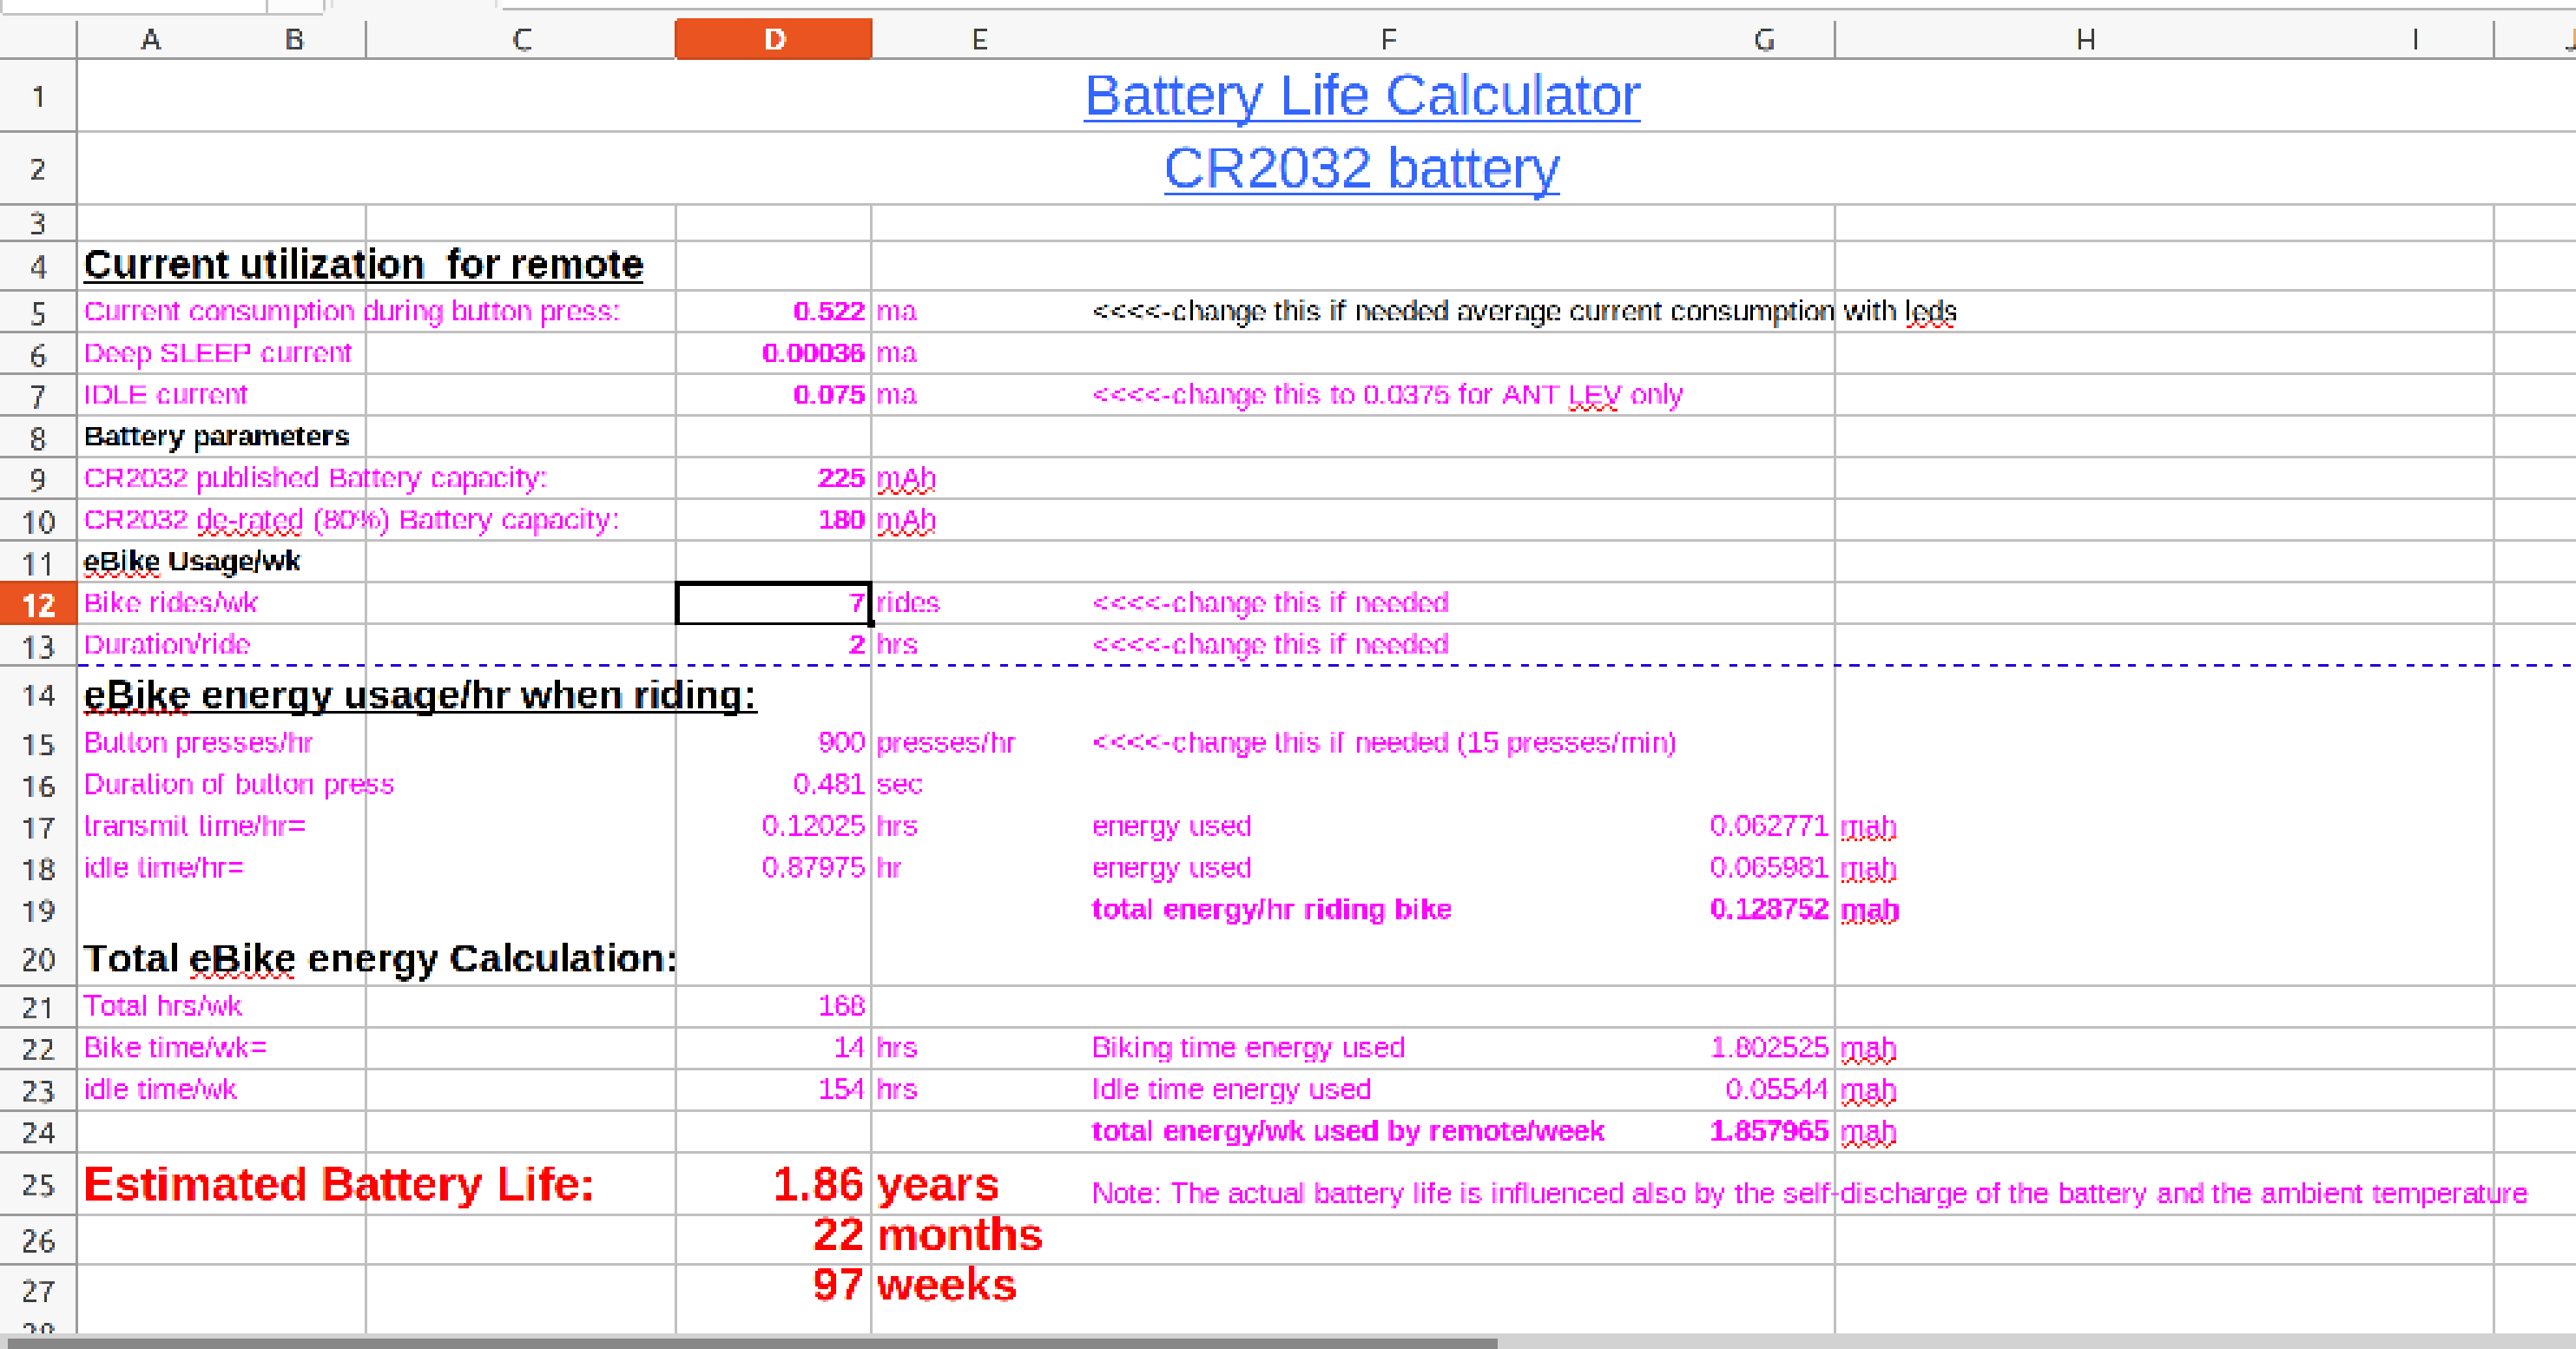 A B C D E F G H I J
1 Battery Life Calculator
2 CR2032 battery
3
4 Current utilization  for remote
5 Current consumption during button press: 0.522 ma <<<<-change this if needed average current consumption with leds
6 Deep SLEEP current 0.00036 ma
7 IDLE current 0.075 ma <<<<-change this to 0.0375 for ANT LEV only
8 Battery parameters
9 CR2032 published Battery capacity: 225 mAh
10 CR2032 de-rated (80%) Battery capacity: 180 mAh
11 eBike Usage/wk
12 Bike rides/wk 7 rides <<<<-change this if needed
13 Duration/ride 2 hrs <<<<-change this if needed
14 eBike energy usage/hr when riding:
15 Button presses/hr 900 presses/hr <<<<-change this if needed (15 presses/min)
16 Duration of button press 0.481 sec
17 transmit time/hr= 0.12025 hrs energy used 0.062771 mah
18 idle time/hr= 0.87975 hr energy used 0.065981 mah
19 total energy/hr riding bike 0.128752 mah
20 Total eBike energy Calculation:
21 Total hrs/wk 168
22 Bike time/wk= 14 hrs Biking time energy used 1.802525 mah
23 idle time/wk 154 hrs Idle time energy used 0.05544 mah
24 total energy/wk used by remote/week 1.857965 mah
25 Estimated Battery Life: 1.86 years Note: The actual battery life is influenced also by the self-discharge of the battery and the ambient temperature
26 22 months
27 97 weeks
28